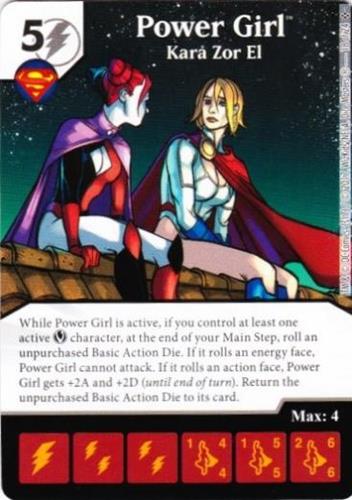 5
Power Girl™
Kara Zor El
While Power Girl is active, if you control at least one
active character, at the end of your Main Step, roll an
unpurchased Basic Action Die. If it rolls an energy face,
Power Girl cannot attack. If it rolls an action face, Power
Girl gets +2A and +2D (until end of turn). Return the
unpurchased Basic Action Die to its card.
Max: 4
1 4 4
1 5 5
2 6 6